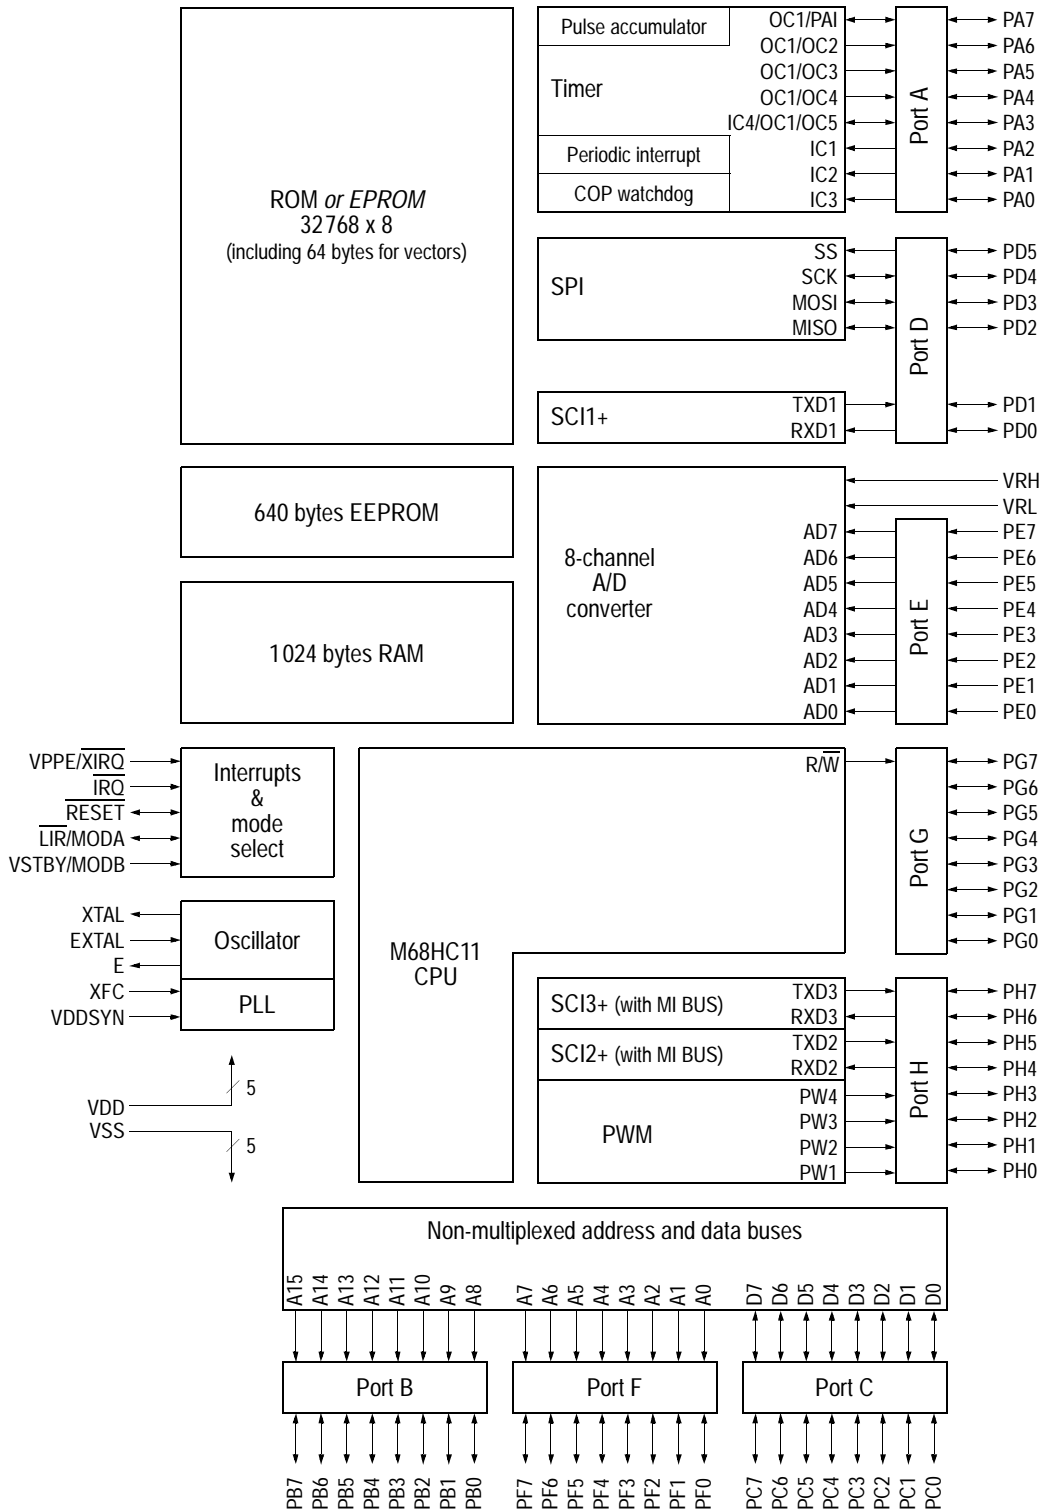 ROM or EPROM
32768 x 8
(including 64 bytes for vectors)
Pulse accumulator
Timer
Periodic interrupt
COP watchdog
OC1/PAI
OC1/OC2
OC1/OC3
OC1/OC4
IC4/OC1/OC5
IC1
IC2
IC3
Port A
PA7
PA6
PA5
PA4
PA3
PA2
PA1
PA0
SPI
SS
SCK
MOSI
MISO
SCI1+
TXD1
RXD1
Port D
PD5
PD4
PD3
PD2
PD1
PD0
640 bytes EEPROM
1024 bytes RAM
8-channel
A/D
converter
AD7
AD6
AD5
AD4
AD3
AD2
AD1
AD0
Port E
VRH
VRL
PE7
PE6
PE5
PE4
PE3
PE2
PE1
PE0
VPPE/XIRQ
IRQ
RESET
LIR/MODA
VSTBY/MODB
Interrupts
&
mode
select
XTAL
EXTAL
E
XFC
VDDSYN
Oscillator
PLL
VDD
VSS
5
5
M68HC11
CPU
R/W
Port G
PG7
PG6
PG5
PG4
PG3
PG2
PG1
PG0
SCI3+ (with MI BUS)
SCI2+ (with MI BUS)
PWM
TXD3
RXD3
TXD2
RXD2
PW4
PW3
PW2
PW1
Port H
PH7
PH6
PH5
PH4
PH3
PH2
PH1
PH0
Non-multiplexed address and data buses
A15
A14
A13
A12
A11
A10
A9
A8
A7
A6
A5
A4
A3
A2
A1
A0
D7
D6
D5
D4
D3
D2
D1
D0
Port B
Port F
Port C
PB7
PB6
PB5
PB4
PB3
PB2
PB1
PB0
PF7
PF6
PF5
PF4
PF3
PF2
PF1
PF0
PC7
PC6
PC5
PC4
PC3
PC2
PC1
PC0